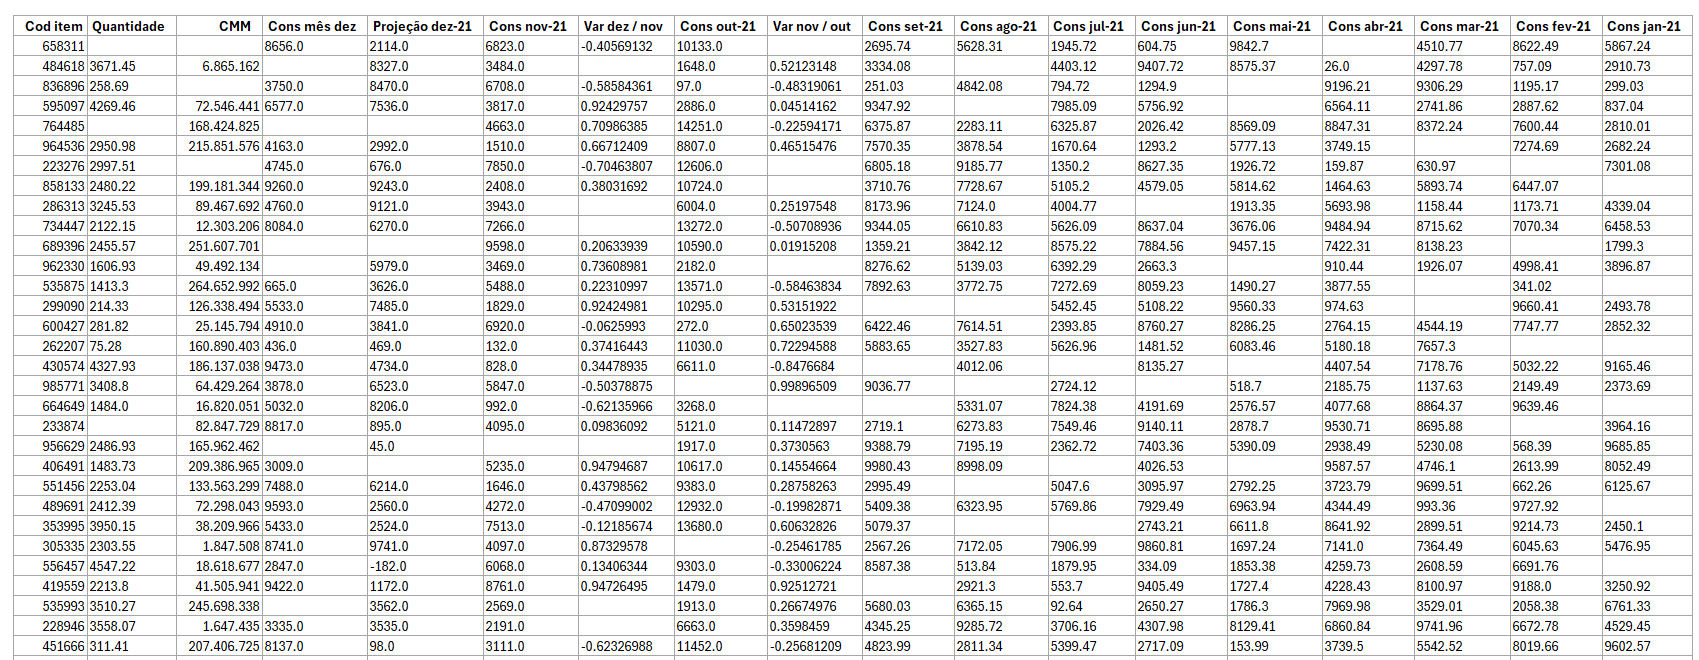 Cod item Quantidade CMM Cons mês dez Projeção dez-21 Cons nov-21 Var dez / nov Cons out-21 Var nov / out Cons set-21 Cons ago-21 Cons jul-21 Cons jun-21 Cons mai-21 Cons abr-21 Cons mar-21 Cons fev-21 Cons jan-21
658311 8656.0 2114.0 6823.0 -0.40569132 10133.0 2695.74 5628.31 1945.72 604.75 9842.7 4510.77 8622.49 5867.24
484618 3671.45 6.865.162 8327.0 3484.0 1648.0 0.52123148 3334.08 4403.12 9407.72 8575.37 26.0 4297.78 757.09 2910.73
836896 258.69 3750.0 8470.0 6708.0 -0.58584361 97.0 -0.48319061 251.03 4842.08 794.72 1294.9 9196.21 9306.29 1195.17 299.03
595097 4269.46 72.546.441 6577.0 7536.0 3817.0 0.92429757 2886.0 0.04514162 9347.92 7985.09 5756.92 6564.11 2741.86 2887.62 837.04
764485 168.424.825 4663.0 0.70986385 14251.0 -0.22594171 6375.87 2283.11 6325.87 2026.42 8569.09 8847.31 8372.24 7600.44 2810.01
964536 2950.98 215.851.576 4163.0 2992.0 1510.0 0.66712409 8807.0 0.46515476 7570.35 3878.54 1670.64 1293.2 5777.13 3749.15 7274.69 2682.24
223276 2997.51 4745.0 676.0 7850.0 -0.70463807 12606.0 6805.18 9185.77 1350.2 8627.35 1926.72 159.87 630.97 7301.08
858133 2480.22 199.181.344 9260.0 9243.0 2408.0 0.38031692 10724.0 3710.76 7728.67 5105.2 4579.05 5814.62 1464.63 5893.74 6447.07
286313 3245.53 89.467.692 4760.0 9121.0 3943.0 6004.0 0.25197548 8173.96 7124.0 4004.77 1913.35 5693.98 1158.44 1173.71 4339.04
734447 2122.15 12.303.206 8084.0 6270.0 7266.0 13272.0 -0.50708936 9344.05 6610.83 5626.09 8637.04 3676.06 9484.94 8715.62 7070.34 6458.53
689396 2455.57 251.607.701 9598.0 0.20633939 10590.0 0.01915208 1359.21 3842.12 8575.22 7884.56 9457.15 7422.31 8138.23 1799.3
962330 1606.93 49.492.134 5979.0 3469.0 0.73608981 2182.0 8276.62 5139.03 6392.29 2663.3 910.44 1926.07 4998.41 3896.87
535875 1413.3 264.652.992 665.0 3626.0 5488.0 0.22310997 13571.0 -0.58463834 7892.63 3772.75 7272.69 8059.23 1490.27 3877.55 341.02
299090 214.33 126.338.494 5533.0 7485.0 1829.0 0.92424981 10295.0 0.53151922 5452.45 5108.22 9560.33 974.63 9660.41 2493.78
600427 281.82 25.145.794 4910.0 3841.0 6920.0 -0.0625993 272.0 0.65023539 6422.46 7614.51 2393.85 8760.27 8286.25 2764.15 4544.19 7747.77 2852.32
262207 75.28 160.890.403 436.0 469.0 132.0 0.37416443 11030.0 0.72294588 5883.65 3527.83 5626.96 1481.52 6083.46 5180.18 7657.3
430574 4327.93 186.137.038 9473.0 4734.0 828.0 0.34478935 6611.0 -0.8476684 4012.06 8135.27 4407.54 7178.76 5032.22 9165.46
985771 3408.8 64.429.264 3878.0 6523.0 5847.0 -0.50378875 0.99896509 9036.77 2724.12 518.7 2185.75 1137.63 2149.49 2373.69
664649 1484.0 16.820.051 5032.0 8206.0 992.0 -0.62135966 3268.0 5331.07 7824.38 4191.69 2576.57 4077.68 8864.37 9639.46
233874 82.847.729 8817.0 895.0 4095.0 0.09836092 5121.0 0.11472897 2719.1 6273.83 7549.46 9140.11 2878.7 9530.71 8695.88 3964.16
956629 2486.93 165.962.462 45.0 1917.0 0.3730563 9388.79 7195.19 2362.72 7403.36 5390.09 2938.49 5230.08 568.39 9685.85
406491 1483.73 209.386.965 3009.0 5235.0 0.94794687 10617.0 0.14554664 9980.43 8998.09 4026.53 9587.57 4746.1 2613.99 8052.49
551456 2253.04 133.563.299 7488.0 6214.0 1646.0 0.43798562 9383.0 0.28758263 2995.49 5047.6 3095.97 2792.25 3723.79 9699.51 662.26 6125.67
489691 2412.39 72.298.043 9593.0 2560.0 4272.0 -0.47099002 12932.0 -0.19982871 5409.38 6323.95 5769.86 7929.49 6963.94 4344.49 993.36 9727.92
353995 3950.15 38.209.966 5433.0 2524.0 7513.0 -0.12185674 13680.0 0.60632826 5079.37 2743.21 6611.8 8641.92 2899.51 9214.73 2450.1
305335 2303.55 1.847.508 8741.0 9741.0 4097.0 0.87329578 -0.25461785 2567.26 7172.05 7906.99 9860.81 1697.24 7141.0 7364.49 6045.63 5476.95
556457 4547.22 18.618.677 2847.0 -182.0 6068.0 0.13406344 9303.0 -0.33006224 8587.38 513.84 1879.95 334.09 1853.38 4259.73 2608.59 6691.76
419559 2213.8 41.505.941 9422.0 1172.0 8761.0 0.94726495 1479.0 0.92512721 2921.3 553.7 9405.49 1727.4 4228.43 8100.97 9188.0 3250.92
535993 3510.27 245.698.338 3562.0 2569.0 1913.0 0.26674976 5680.03 6365.15 92.64 2650.27 1786.3 7969.98 3529.01 2058.38 6761.33
228946 3558.07 1.647.435 3335.0 3535.0 2191.0 6663.0 0.3598459 4345.25 9285.72 3706.16 4307.98 8129.41 6860.84 9741.96 6672.78 4529.45
451666 311.41 207.406.725 8137.0 98.0 3111.0 -0.62326988 11452.0 -0.25681209 4823.99 2811.34 5399.47 2717.09 153.99 3739.5 5542.52 8019.66 9602.57